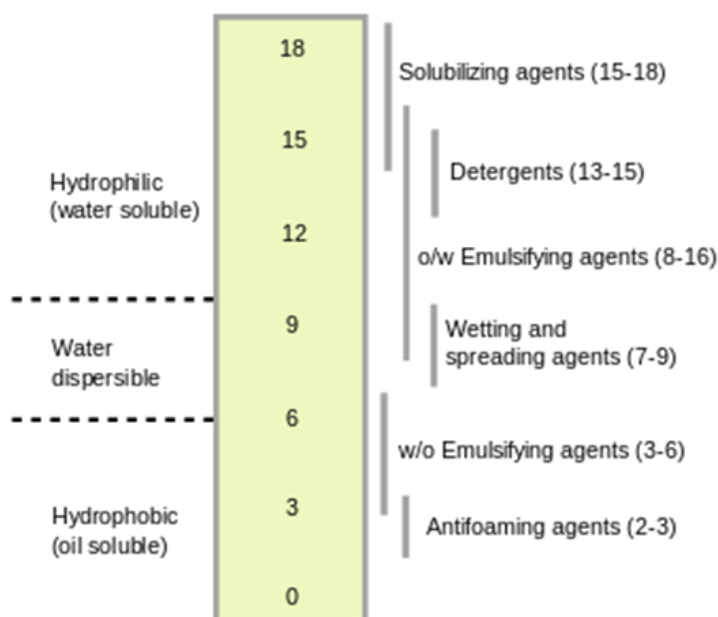 18
Solubilizing agents (15-18)
15
Detergents (13-15)
Hydrophilic
(water soluble)
12
o/w Emulsifying agents (8-16)
9
Wetting and
spreading agents (7-9)
Water
dispersible
6
w/o Emulsifying agents (3-6)
3
Hydrophobic
(oil soluble)
Antifoaming agents (2-3)
0